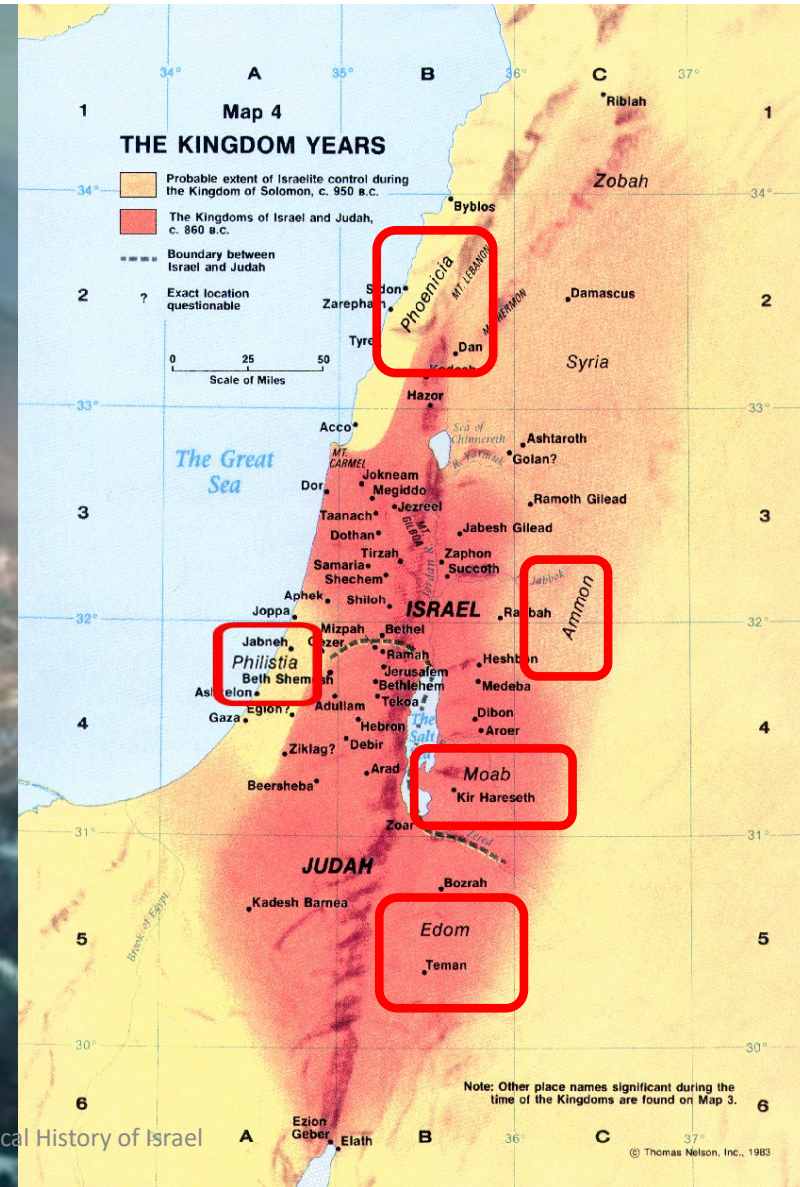 34°
A
35°
B
36°
C
37°
1
Map 4
THE KINGDOM YEARS
Probable extent of Israelite control during
the Kingdom of Solomon, c. 950 B.C.
The Kingdoms of Israel and Judah,
c. 860 B.C.
Boundary between
Israel and Judah
? Exact location
questionable
0 25 50
Scale of Miles
Riblah
1
Zobah
34°
34°
Byblos
Phoenicia
MT. LEBANON
2
Sidon
Zarephath
MT. HERMON
Damascus
2
Tyre
Dan
Kedesh
Syria
Hazor
33°
33°
Acco
Sea of
Chinnereth
Ashtaroth
R. Yarmuk
Golan?
The Great
Sea
MT.
CARMEL
Jokneam
Dor
Megiddo
Ramoth Gilead
3
Jezreel
3
Taanach
MT.
GILBOA
Jabesh Gilead
Dothan
Tirzah
Zaphon
Samaria
Succoth
Shechem
Jordan R.
Jabbok
Ammon
Aphek
Shiloh
ISRAEL
Joppa
Rabbah
32°
32°
Mizpah
Bethel
Jabneh
Gezer
Ramah
Philistia
Heshbon
Jerusalem
Beth Shemesh
Bethlehem
Medeba
Ashkelon
Tekoa
Eglon?
Adullam
Gaza
Dibon
4
The
Salt
Sea
4
Hebron
Aroer
Ziklag?
Debir
Arad
Moab
Beersheba
Kir Hareseth
Zoar
31°
31°
Zered
JUDAH
Bozrah
Kadesh Barnea
Brook of Egypt
5
Edom
5
Teman
30°
30°
Note: Other place names significant during the
time of the Kingdoms are found on Map 3.
6
6
Ezion
Geber
Elath
cal History of Israel
35°
A
B
36°
C
37°
© Thomas Nelson, Inc., 1983